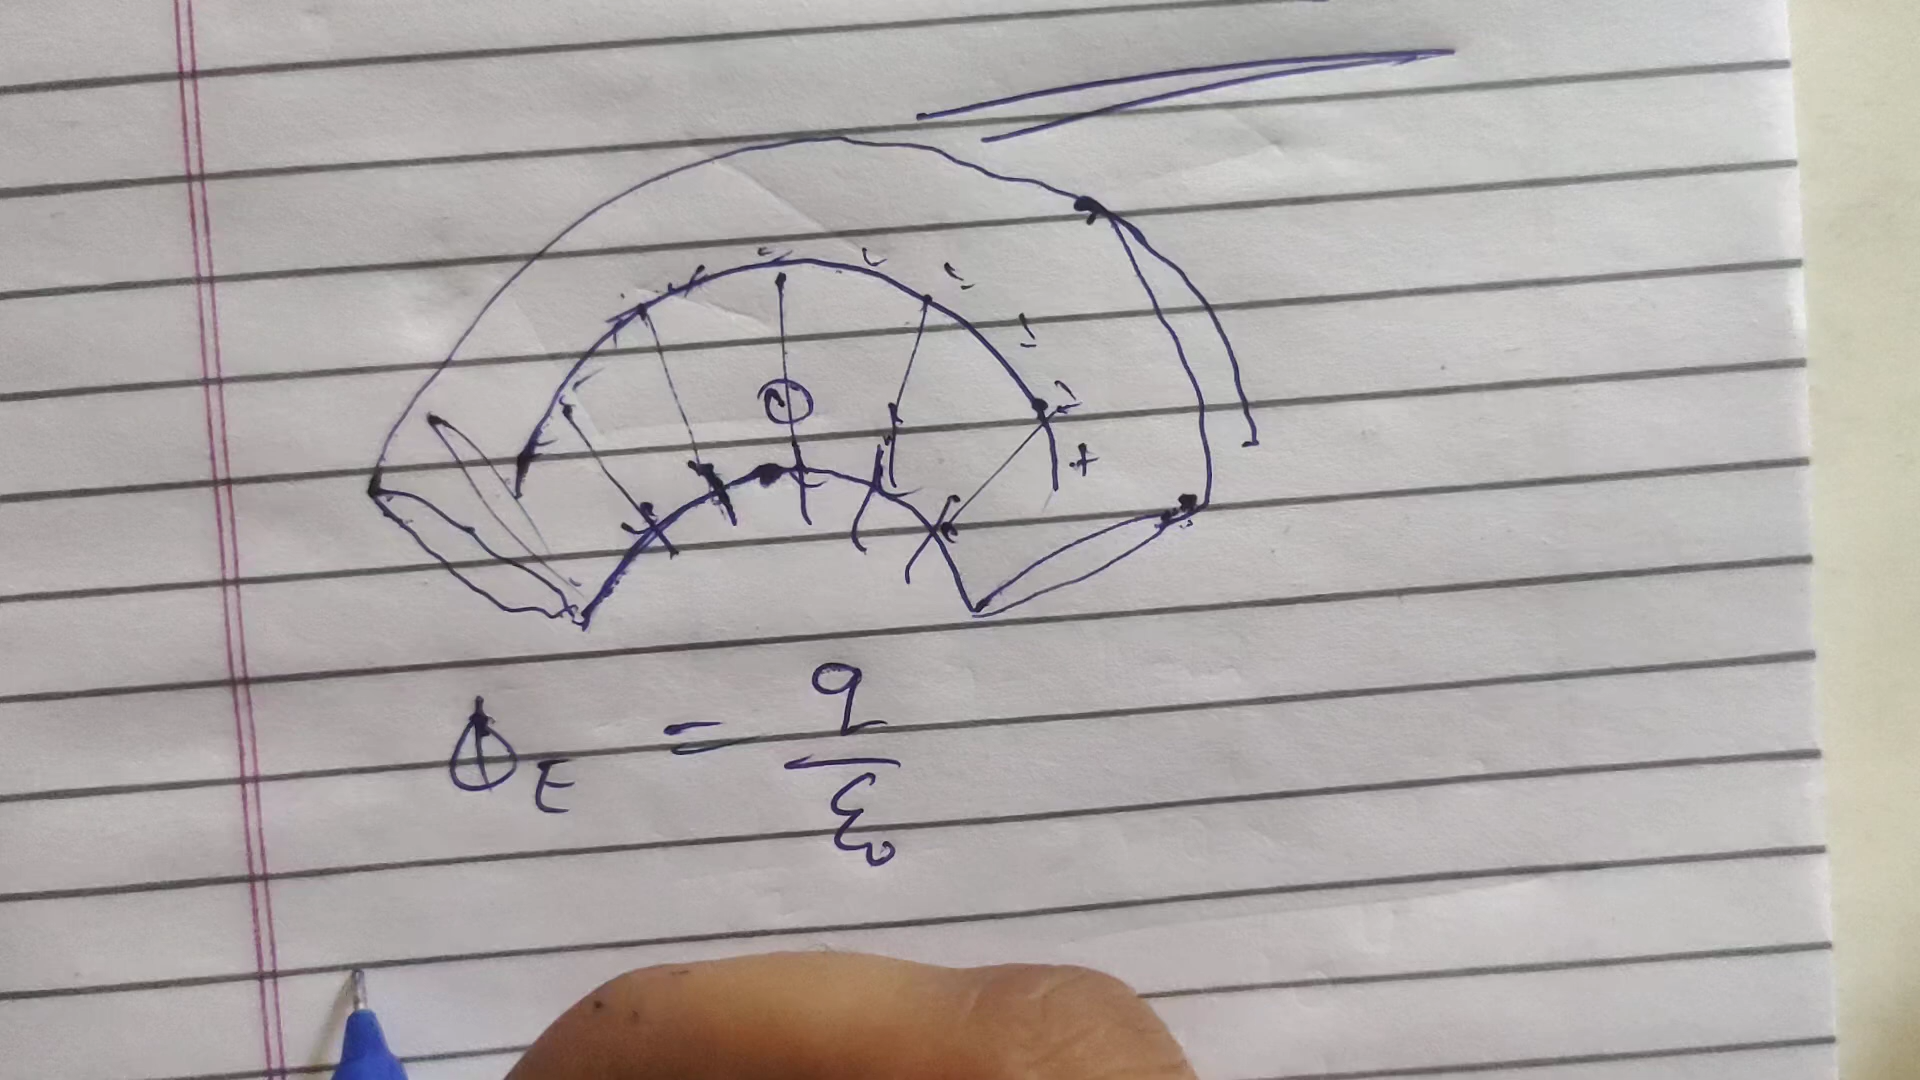 +
Φ_E = q/ε₀